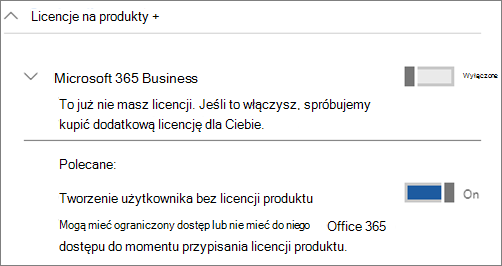 Licencje na produkty +
Microsoft 365 Business
Wyłączone
To już nie masz licencji. Jeśli to włączysz, spróbujemy
kupić dodatkową licencję dla Ciebie.
Polecane:
Tworzenie użytkownika bez licencji produktu
On
Mogą mieć ograniczony dostęp lub nie mieć do niego Office 365
dostępu do momentu przypisania licencji produktu.